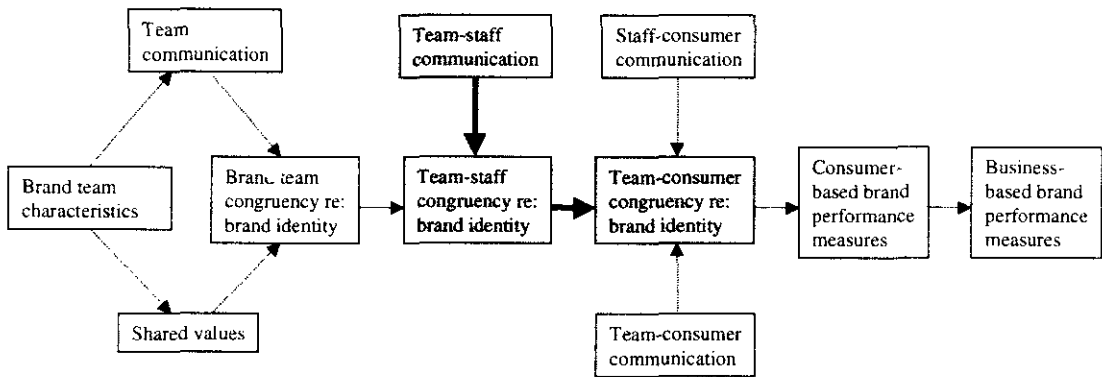 Team
communication
Team-staff
communication
Staff-consumer
communication
Brand team
characteristics
Brand team
congruency re:
brand identity
Team-staff
congruency re:
brand identity
Team-consumer
congruency re:
brand identity
Consumer-
based brand
performance
measures
Business-
based brand
performance
measures
Shared values
Team-consumer
communication